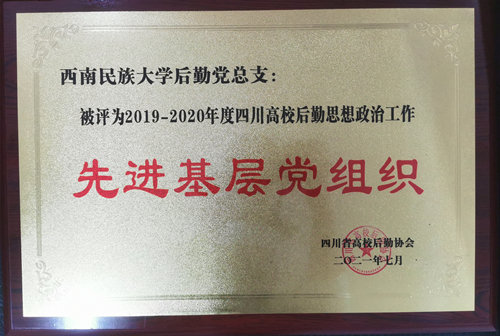 西南民族大学后勤党总支：
被评为2019-2020年度四川高校后勤思想政治工作
先进基层党组织
四川省高校后勤协会
二〇二一年七月